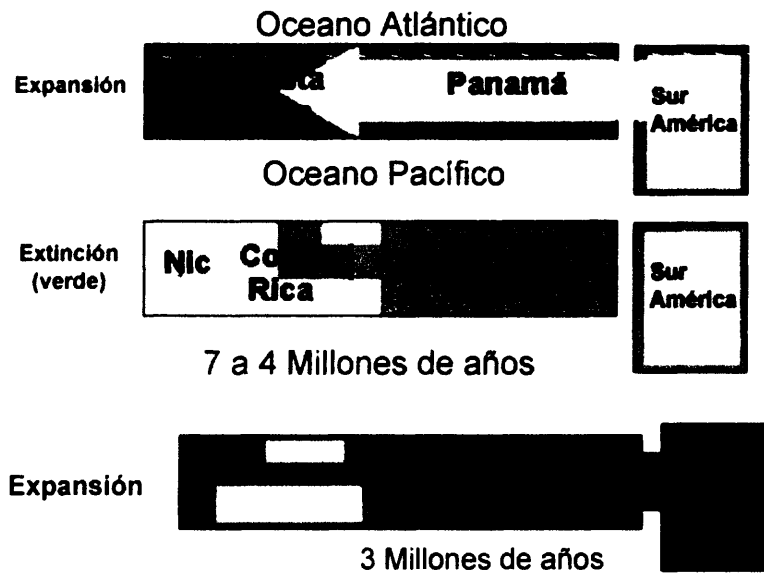 Oceano Atlántico
Expansión
Panamá
Sur
América
Oceano Pacífico
Extinción
(verde)
Nic
Co
Rica
Sur
América
7 a 4 Millones de años
Expansión
3 Millones de años